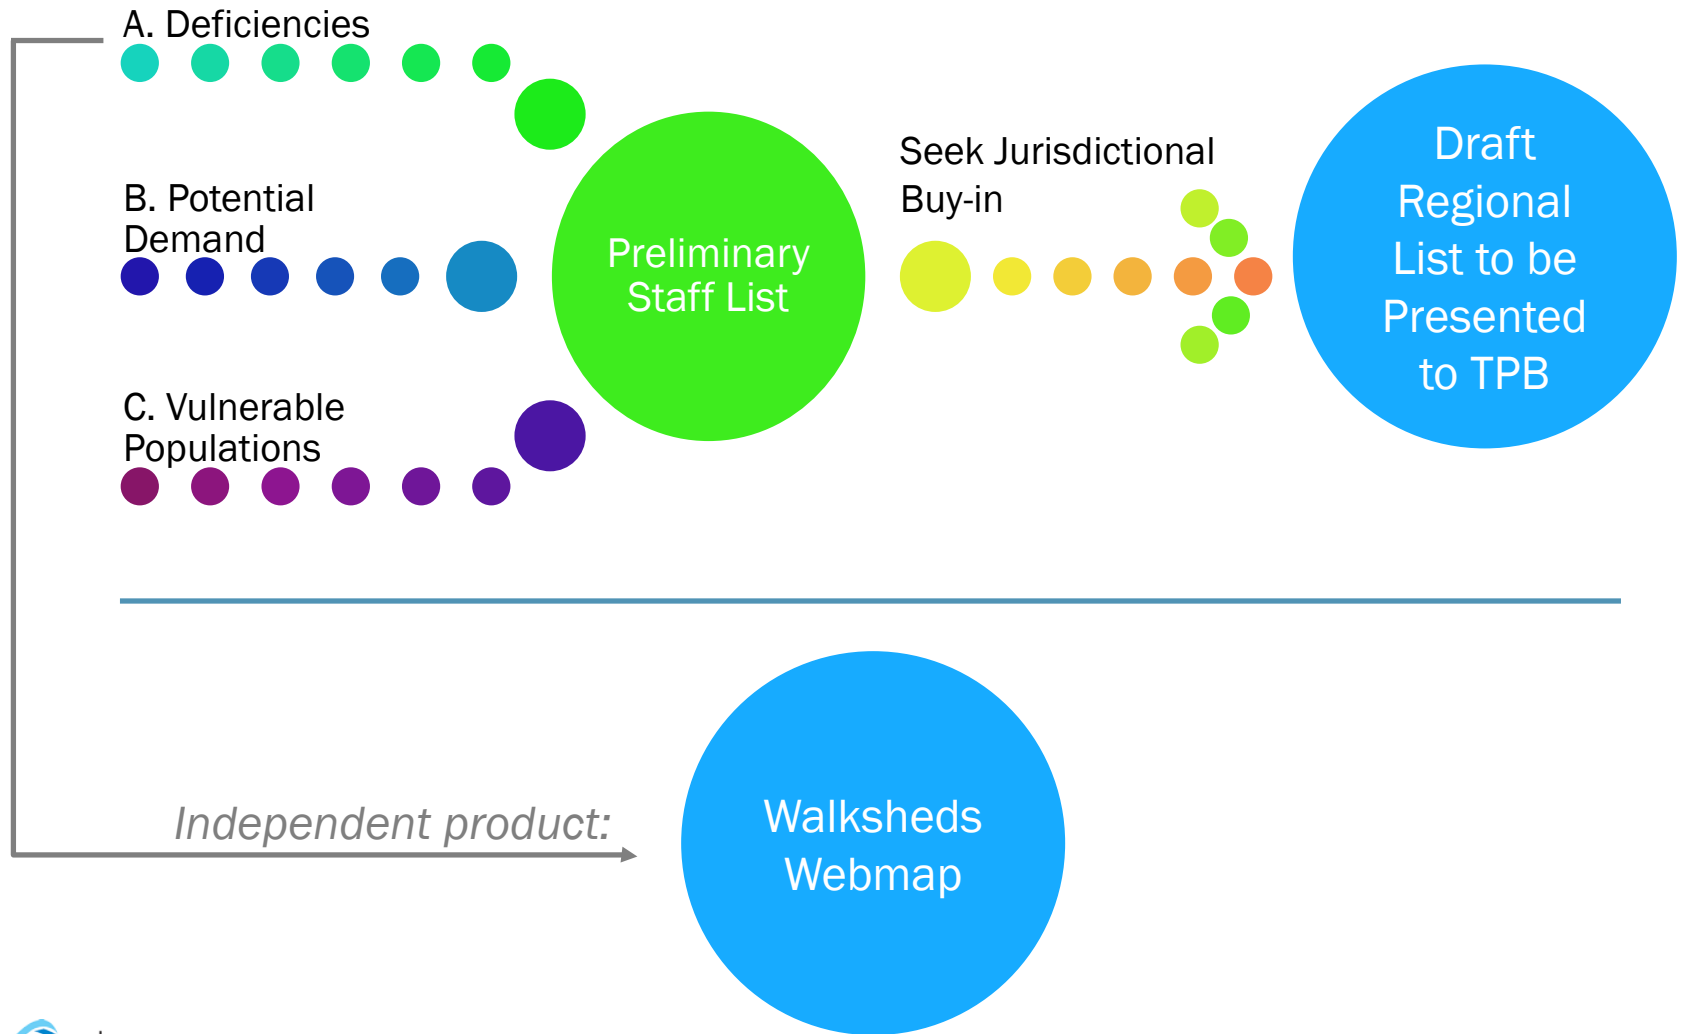 A. Deficiencies
B. Potential
Demand
C. Vulnerable
Populations
Preliminary
Staff List
Seek Jurisdictional
Buy-in
Draft
Regional
List to be
Presented
to TPB
Independent product:
Walksheds
Webmap